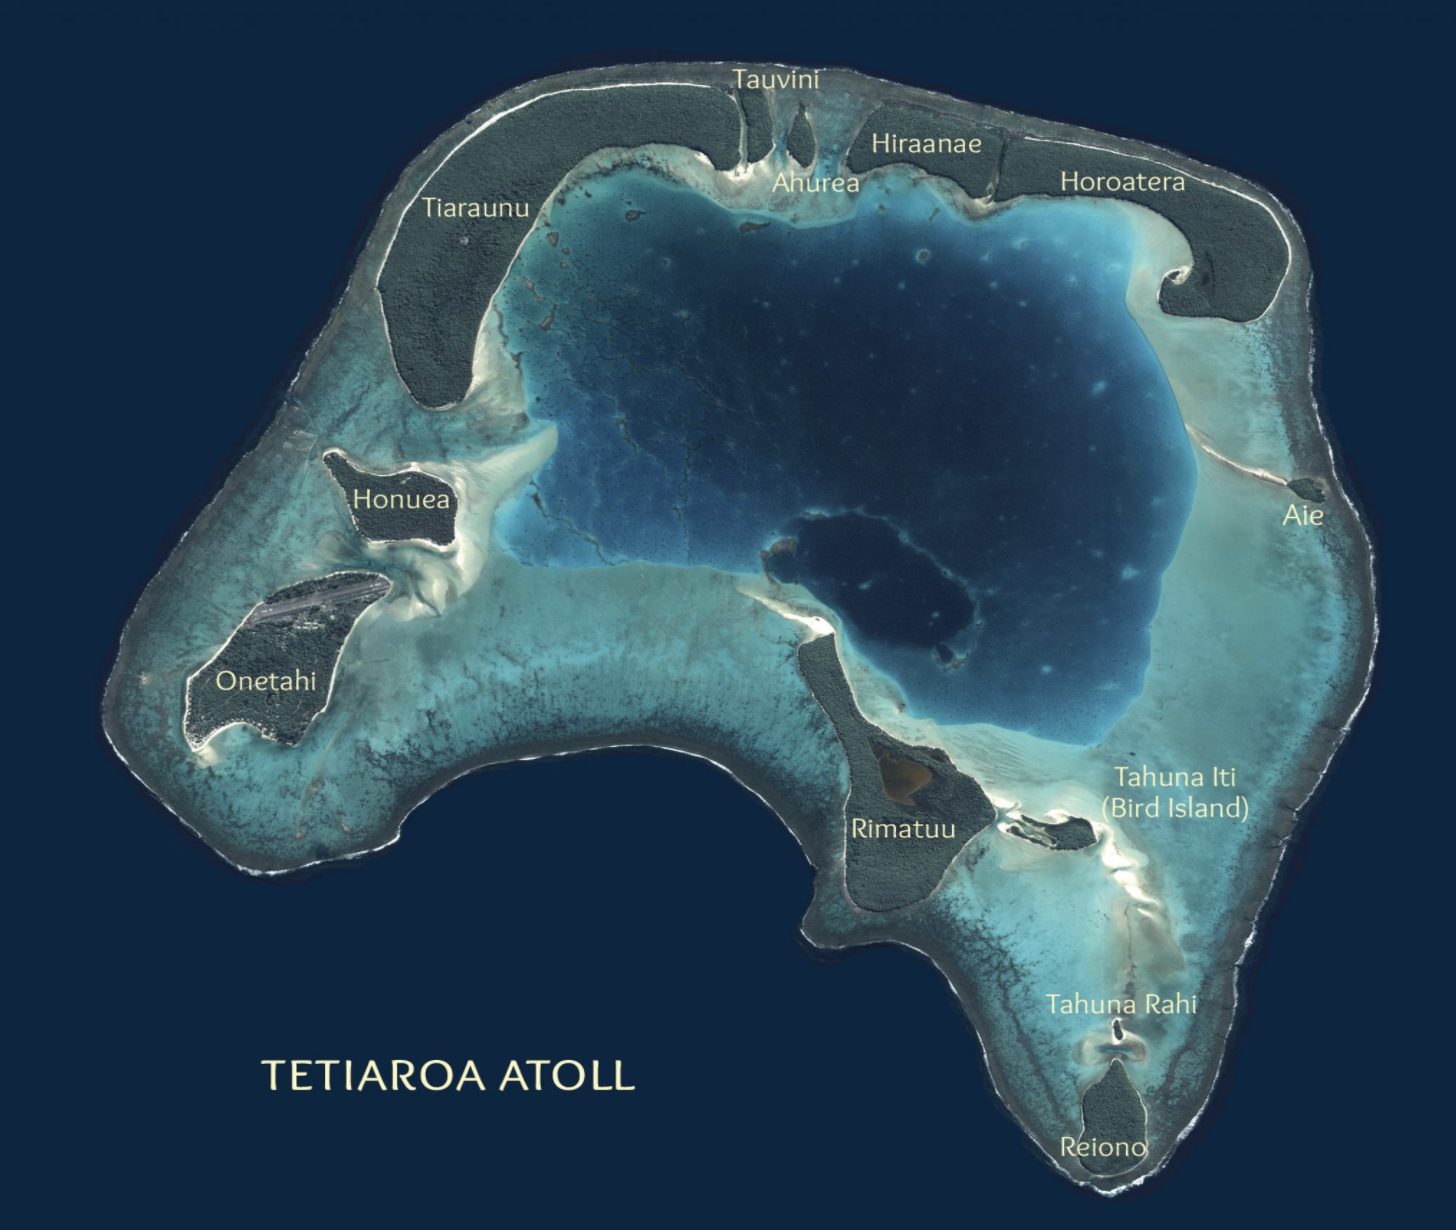 Tauvini
Hiraanae
Ahurea
Horoatera
Tiaraunu
Honuea
Aie
Onetahi
Tahuna Iti
(Bird Island)
Rimatuu
Tahuna Rahi
TETIAROA ATOLL
Reiono